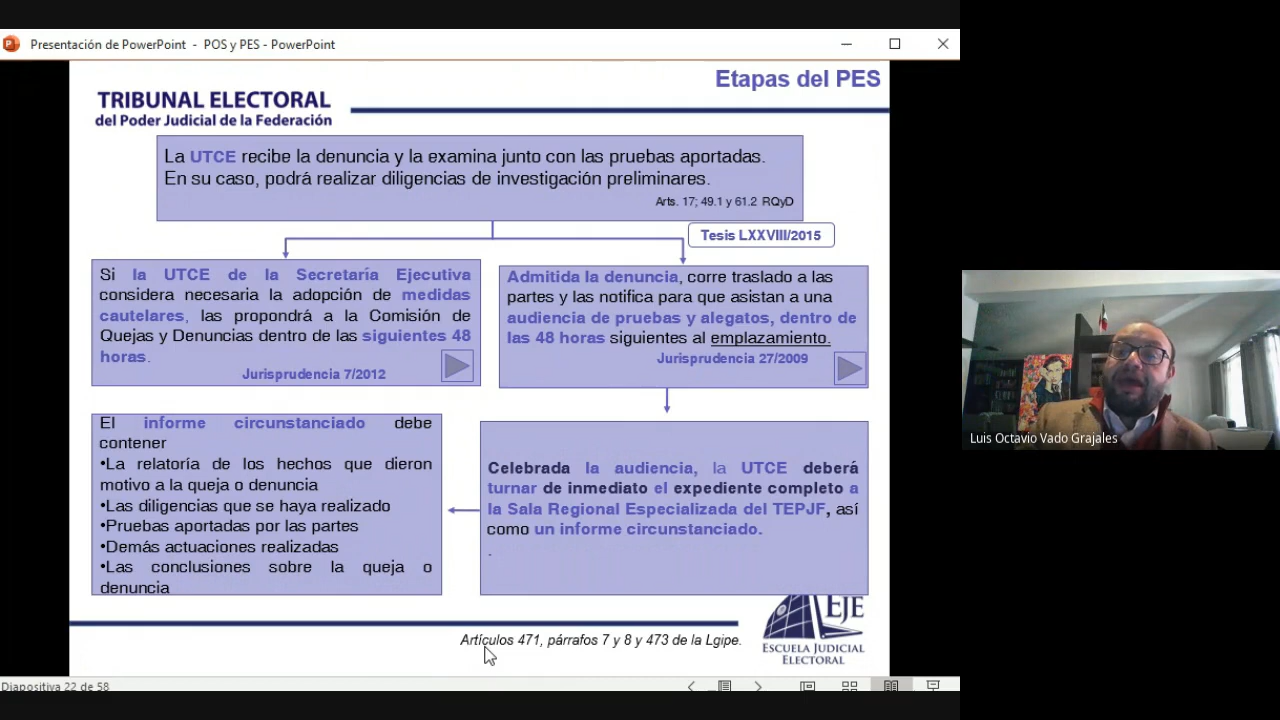 Presentación de PowerPoint - POS y PES - PowerPoint
Etapas del PES
TRIBUNAL ELECTORAL
del Poder Judicial de la Federación
La UTCE recibe la denuncia y la examina junto con las pruebas aportadas.
En su caso, podrá realizar diligencias de investigación preliminares.
Arts. 17; 49.1 y 61.2 RQyD
Tesis LXXVIII/2015
Si la UTCE de la Secretaría Ejecutiva
considera necesaria la adopción de medidas
cautelares, las propondrá a la Comisión de
Quejas y Denuncias dentro de las siguientes 48
horas.
Jurisprudencia 7/2012
Admitida la denuncia, corre traslado a las
partes y las notifica para que asistan a una
audiencia de pruebas y alegatos, dentro de
las 48 horas siguientes al emplazamiento.
Jurisprudencia 27/2009
El informe circunstanciado debe
contener
•La relatoría de los hechos que dieron
motivo a la queja o denuncia
•Las diligencias que se haya realizado
•Pruebas aportadas por las partes
•Demás actuaciones realizadas
•Las conclusiones sobre la queja o
denuncia
Celebrada la audiencia, la UTCE deberá
turnar de inmediato el expediente completo a
la Sala Regional Especializada del TEPJF, así
como un informe circunstanciado.
.
EJE
ESCUELA JUDICIAL
ELECTORAL
Artículos 471, párrafos 7 y 8 y 473 de la Lgipe.
Diapositiva 22 de 58
Luis Octavio Vado Grajales